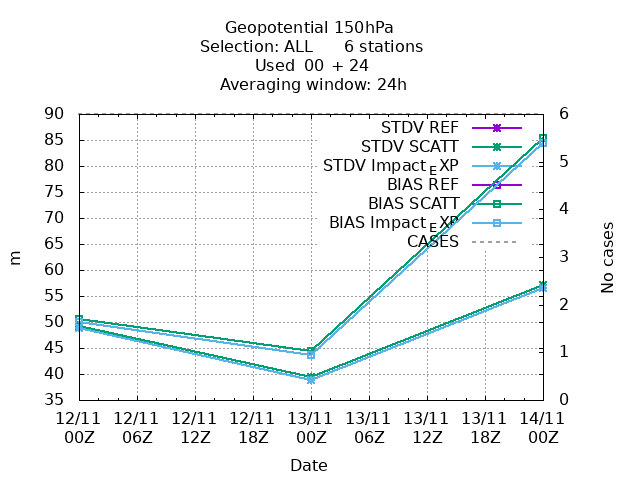 Geopotential 150hPa
Selection: ALL 6 stations
Used 00 + 24
Averaging window: 24h
90
85
80
75
70
65
60
55
50
45
40
35
6
5
4
3
2
1
0
m
No cases
STDV REF
STDV SCATT
STDV Impact_EXP
BIAS REF
BIAS SCATT
BIAS Impact_EXP
CASES
12/11 12/11 12/11 12/11 13/11 13/11 13/11 13/11 14/11
00Z 06Z 12Z 18Z 00Z 06Z 12Z 18Z 00Z
Date